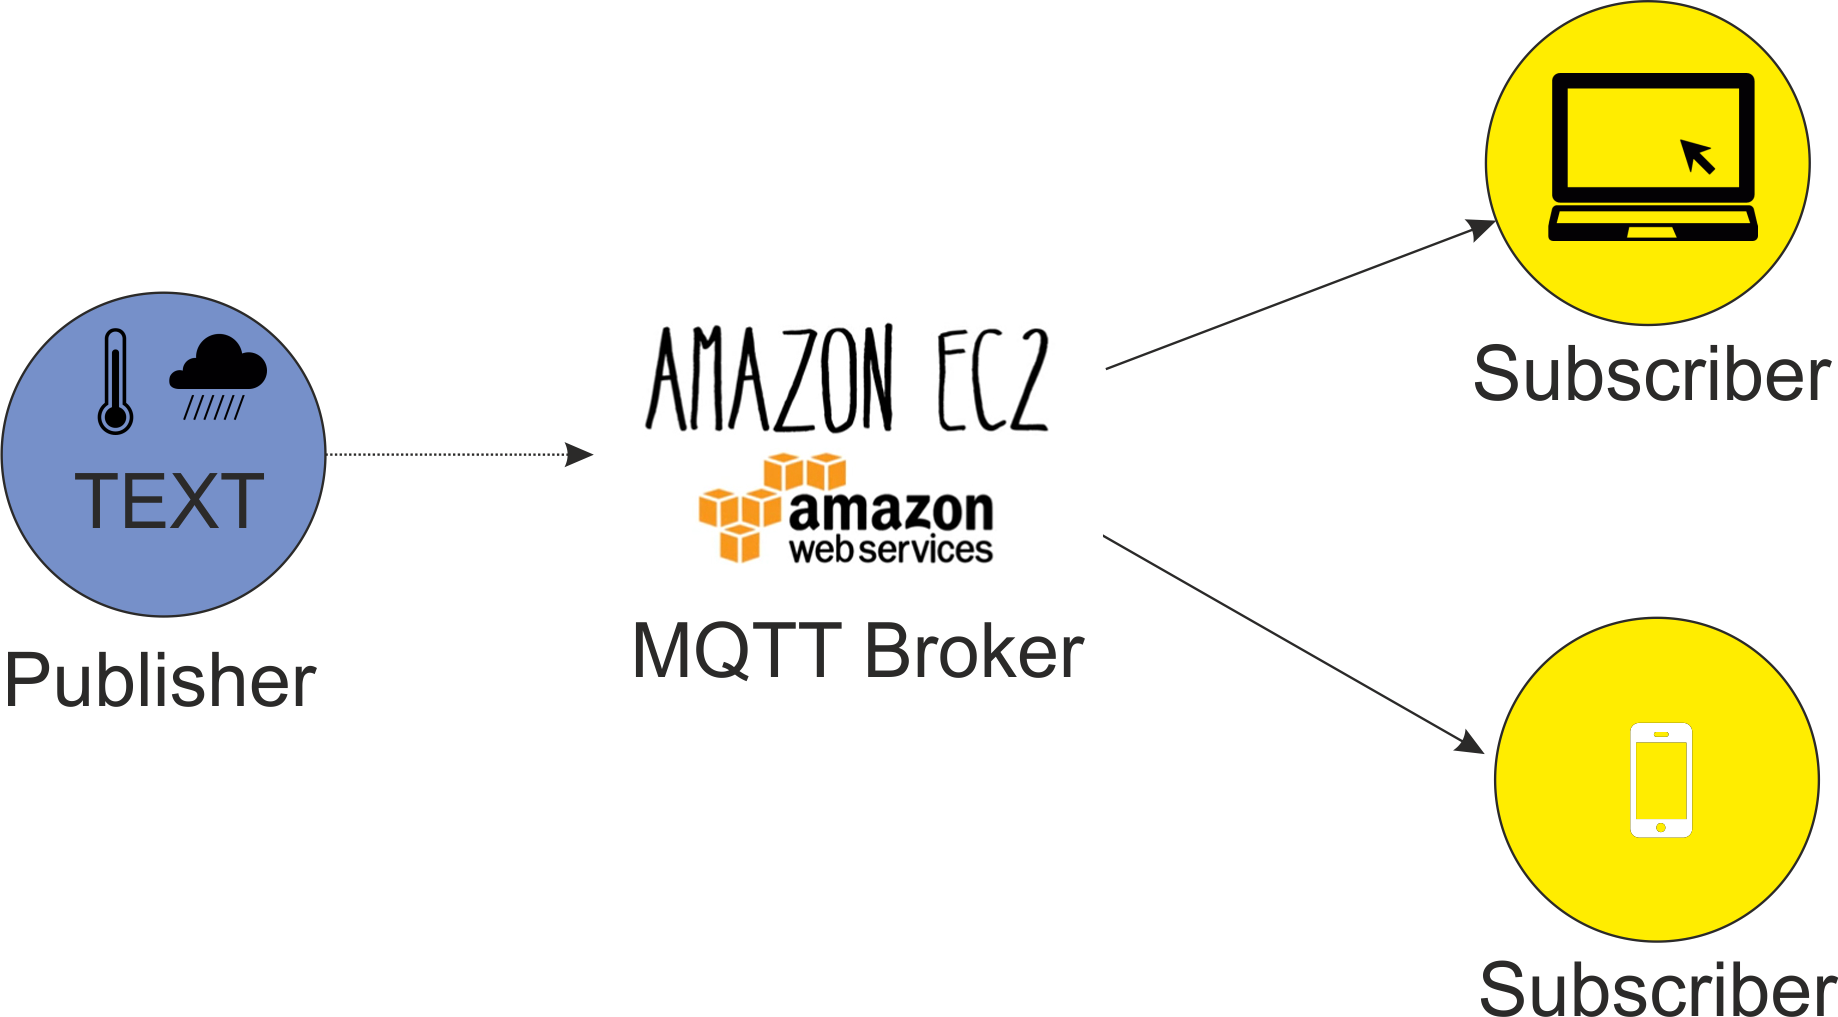 TEXT
Publisher
AMAZON EC2
amazon
web services
MQTT Broker
Subscriber
Subscriber